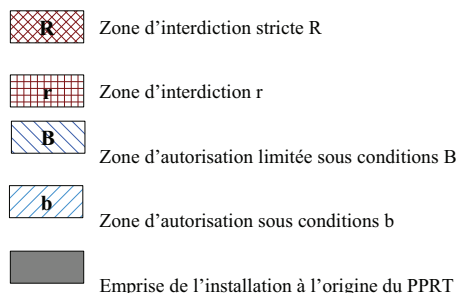 R Zone d’interdiction stricte R
r Zone d’interdiction r
B Zone d’autorisation limitée sous conditions B
b Zone d’autorisation sous conditions b
Emprise de l’installation à l’origine du PPRT